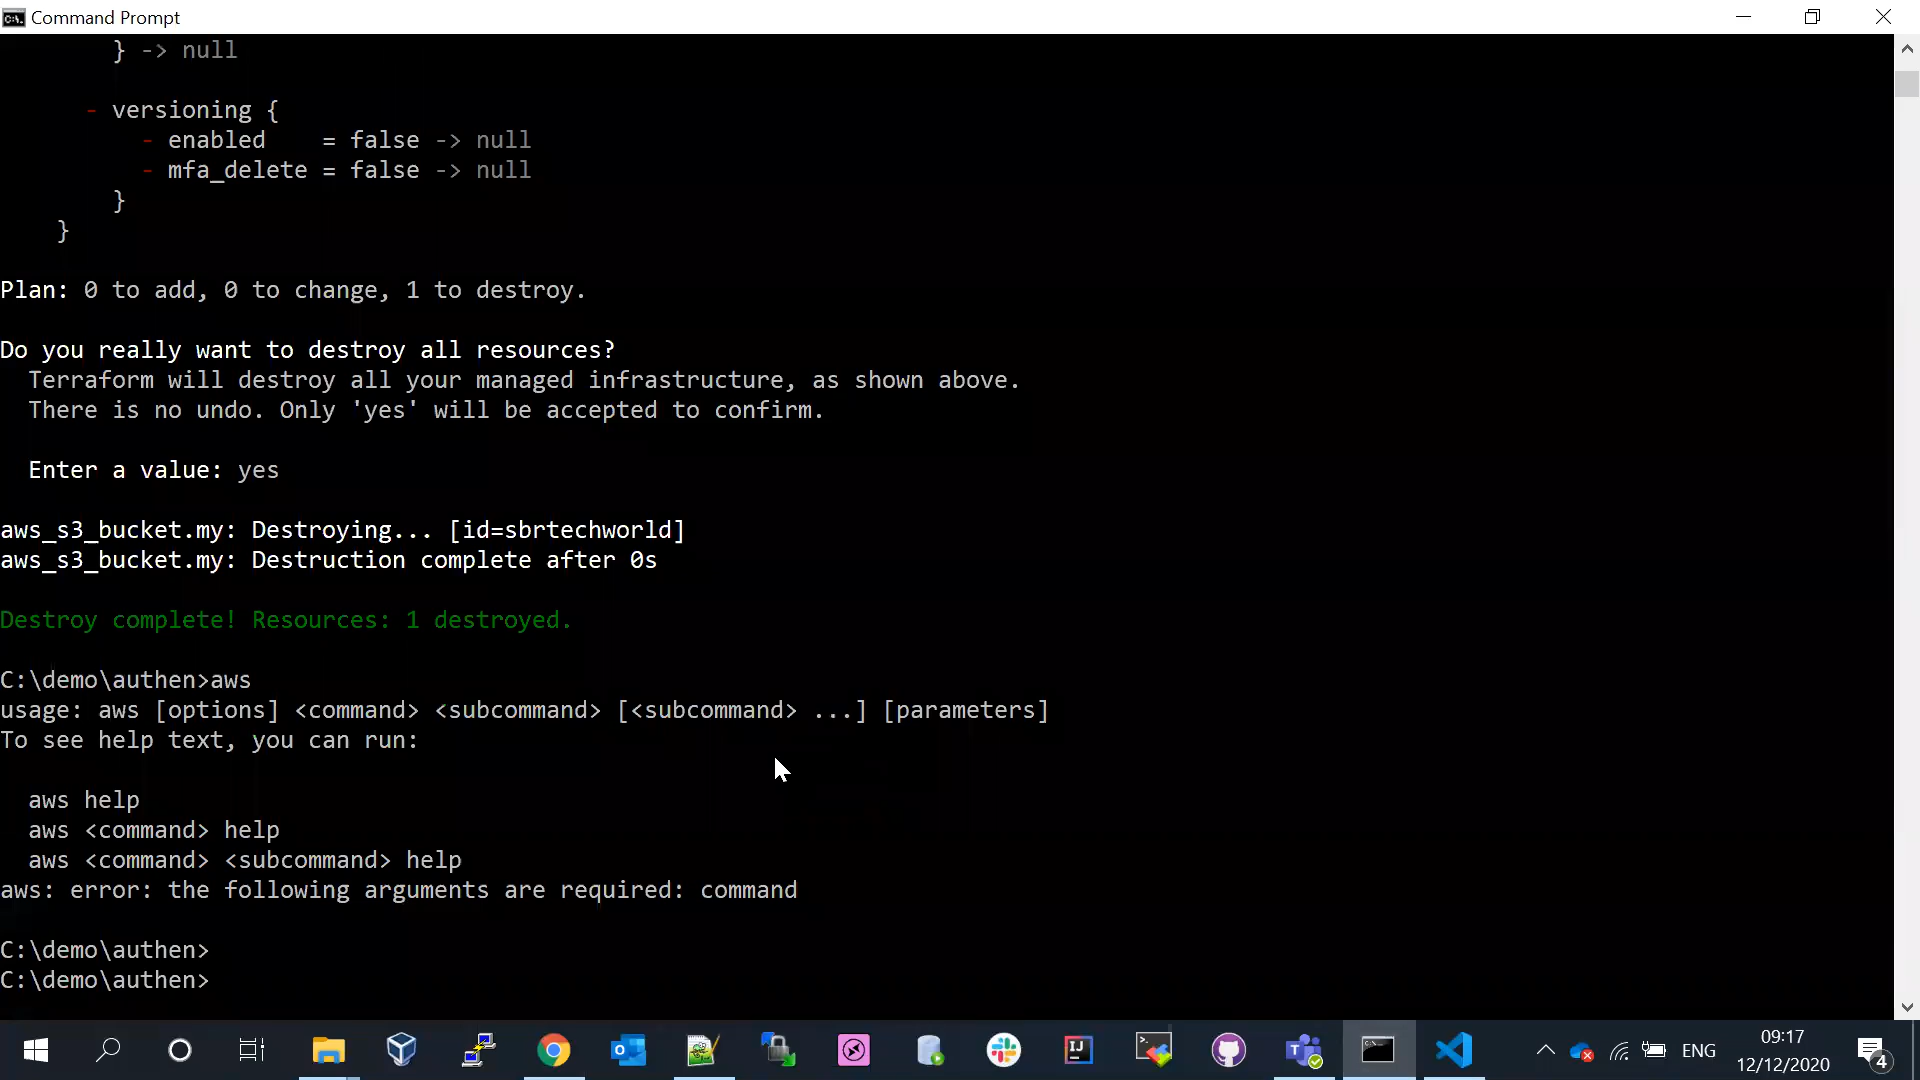 Command Prompt
} -> null
- versioning {
- enabled    = false -> null
- mfa_delete = false -> null
}
}
Plan: 0 to add, 0 to change, 1 to destroy.
Do you really want to destroy all resources?
Terraform will destroy all your managed infrastructure, as shown above.
There is no undo. Only 'yes' will be accepted to confirm.
Enter a value: yes
aws_s3_bucket.my: Destroying... [id=sbrtechworld]
aws_s3_bucket.my: Destruction complete after 0s
Destroy complete! Resources: 1 destroyed.
C:\demo\authen>aws
usage: aws [options] <command> <subcommand> [<subcommand> ...] [parameters]
To see help text, you can run:
aws help
aws <command> help
aws <command> <subcommand> help
aws: error: the following arguments are required: command
C:\demo\authen>
C:\demo\authen>
ENG
09:17
12/12/2020
4